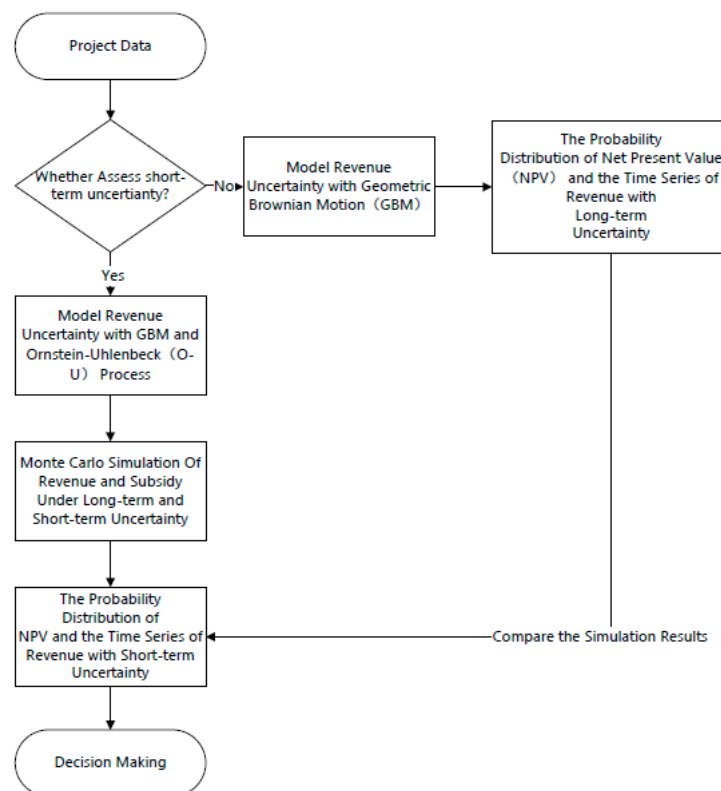 Project Data
Whether Assess short-
term uncertianty?
No
Model Revenue
Uncertainty with Geometric
Brownian Motion（GBM）
The Probability
Distribution of Net Present Value
（NPV） and the Time Series of
Revenue with
Long-term
Uncertainty
Yes
Model Revenue
Uncertainty with GBM and
Ornstein-Uhlenbeck（O-
U） Process
Monte Carlo Simulation Of
Revenue and Subsidy
Under Long-term and
Short-term Uncertainty
The Probability
Distribution of
NPV and the Time Series of
Revenue with Short-term
Uncertainty
Compare the Simulation Results
Decision Making